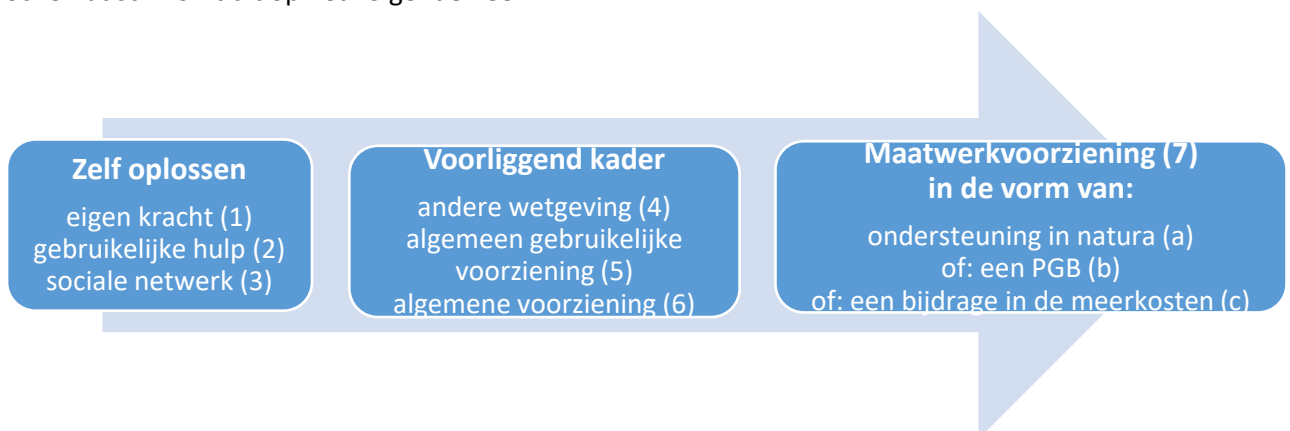 Zelf oplossen
eigen kracht (1)
gebruikelijke hulp (2)
sociale netwerk (3)
Voorliggend kader
andere wetgeving (4)
algemeen gebruikelijke
voorziening (5)
algemene voorziening (6)
Maatwerkvoorziening (7)
in de vorm van:
ondersteuning in natura (a)
of: een PGB (b)
of: een bijdrage in de meerkosten (c)